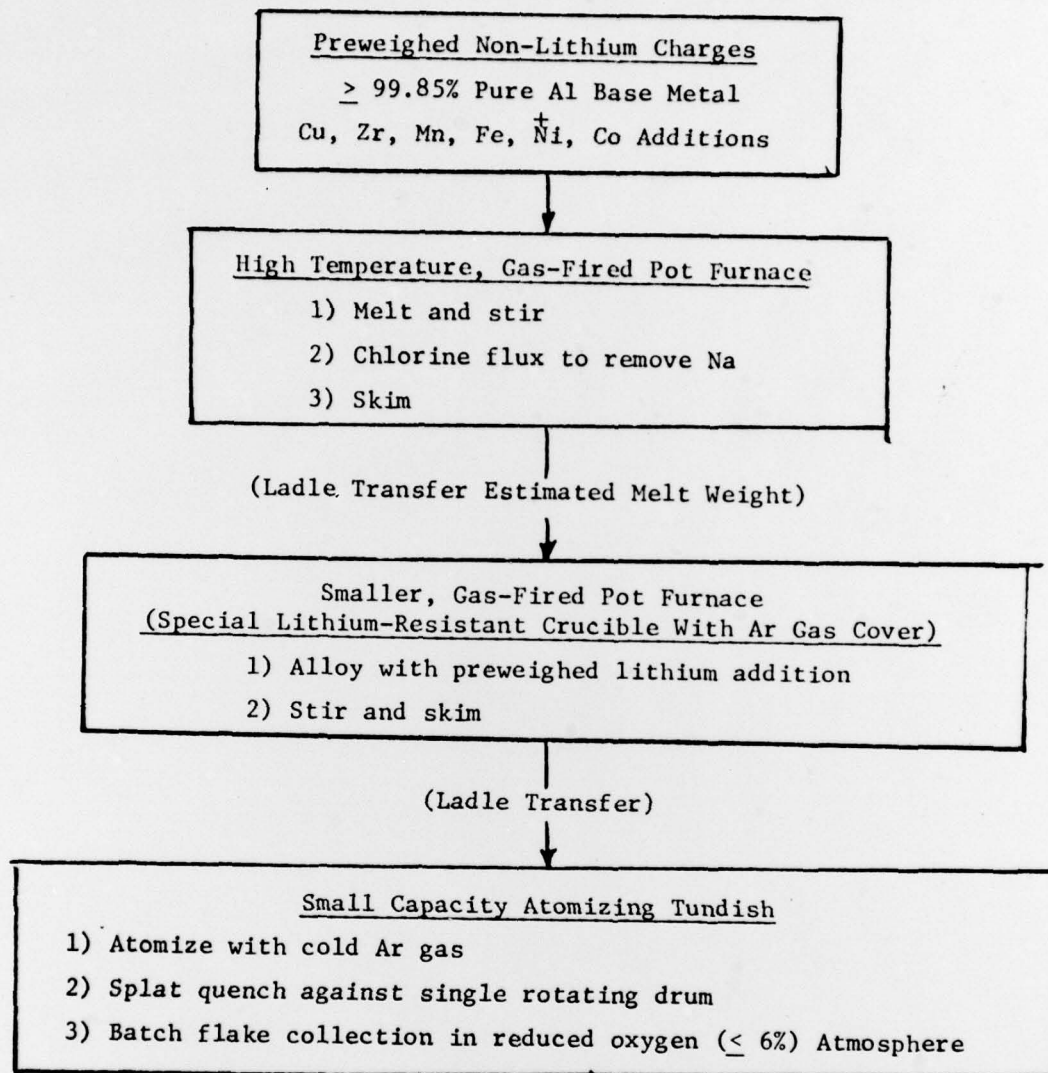 Preweighed Non-Lithium Charges
≥ 99.85% Pure Al Base Metal
+
Cu, Zr, Mn, Fe, Ni, Co Additions
High Temperature, Gas-Fired Pot Furnace
1) Melt and stir
2) Chlorine flux to remove Na
3) Skim
(Ladle Transfer Estimated Melt Weight)
Smaller, Gas-Fired Pot Furnace
(Special Lithium-Resistant Crucible With Ar Gas Cover)
1) Alloy with preweighed lithium addition
2) Stir and skim
(Ladle Transfer)
Small Capacity Atomizing Tundish
1) Atomize with cold Ar gas
2) Splat quench against single rotating drum
3) Batch flake collection in reduced oxygen (≤ 6%) Atmosphere